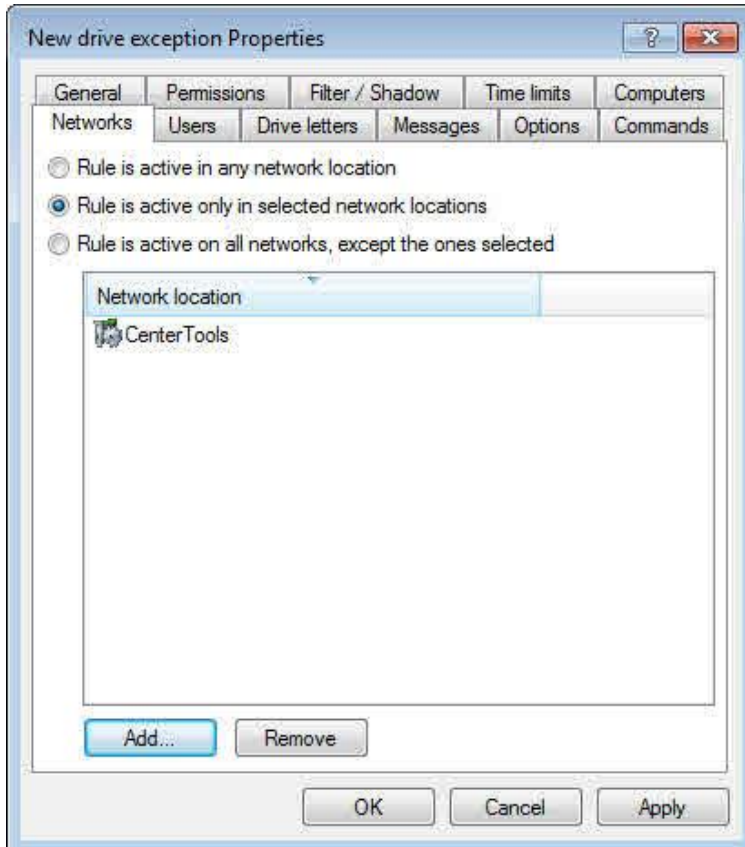 New drive exception Properties
General Permissions Filter / Shadow Time limits Computers
Networks Users Drive letters Messages Options Commands
Rule is active in any network location
Rule is active only in selected network locations
Rule is active on all networks, except the ones selected
Network location
CenterTools
Add... Remove
OK Cancel Apply